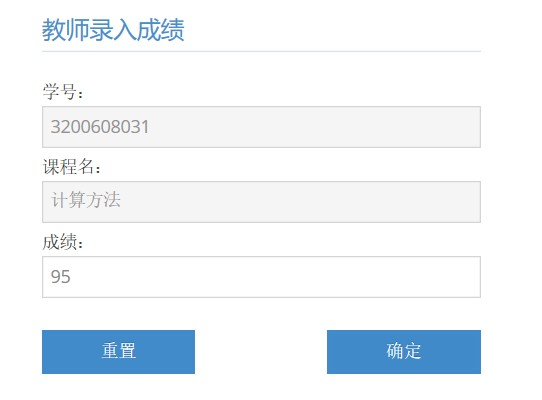 教师录入成绩
学号：
3200608031
课程名：
计算方法
成绩：
95
重置
确定